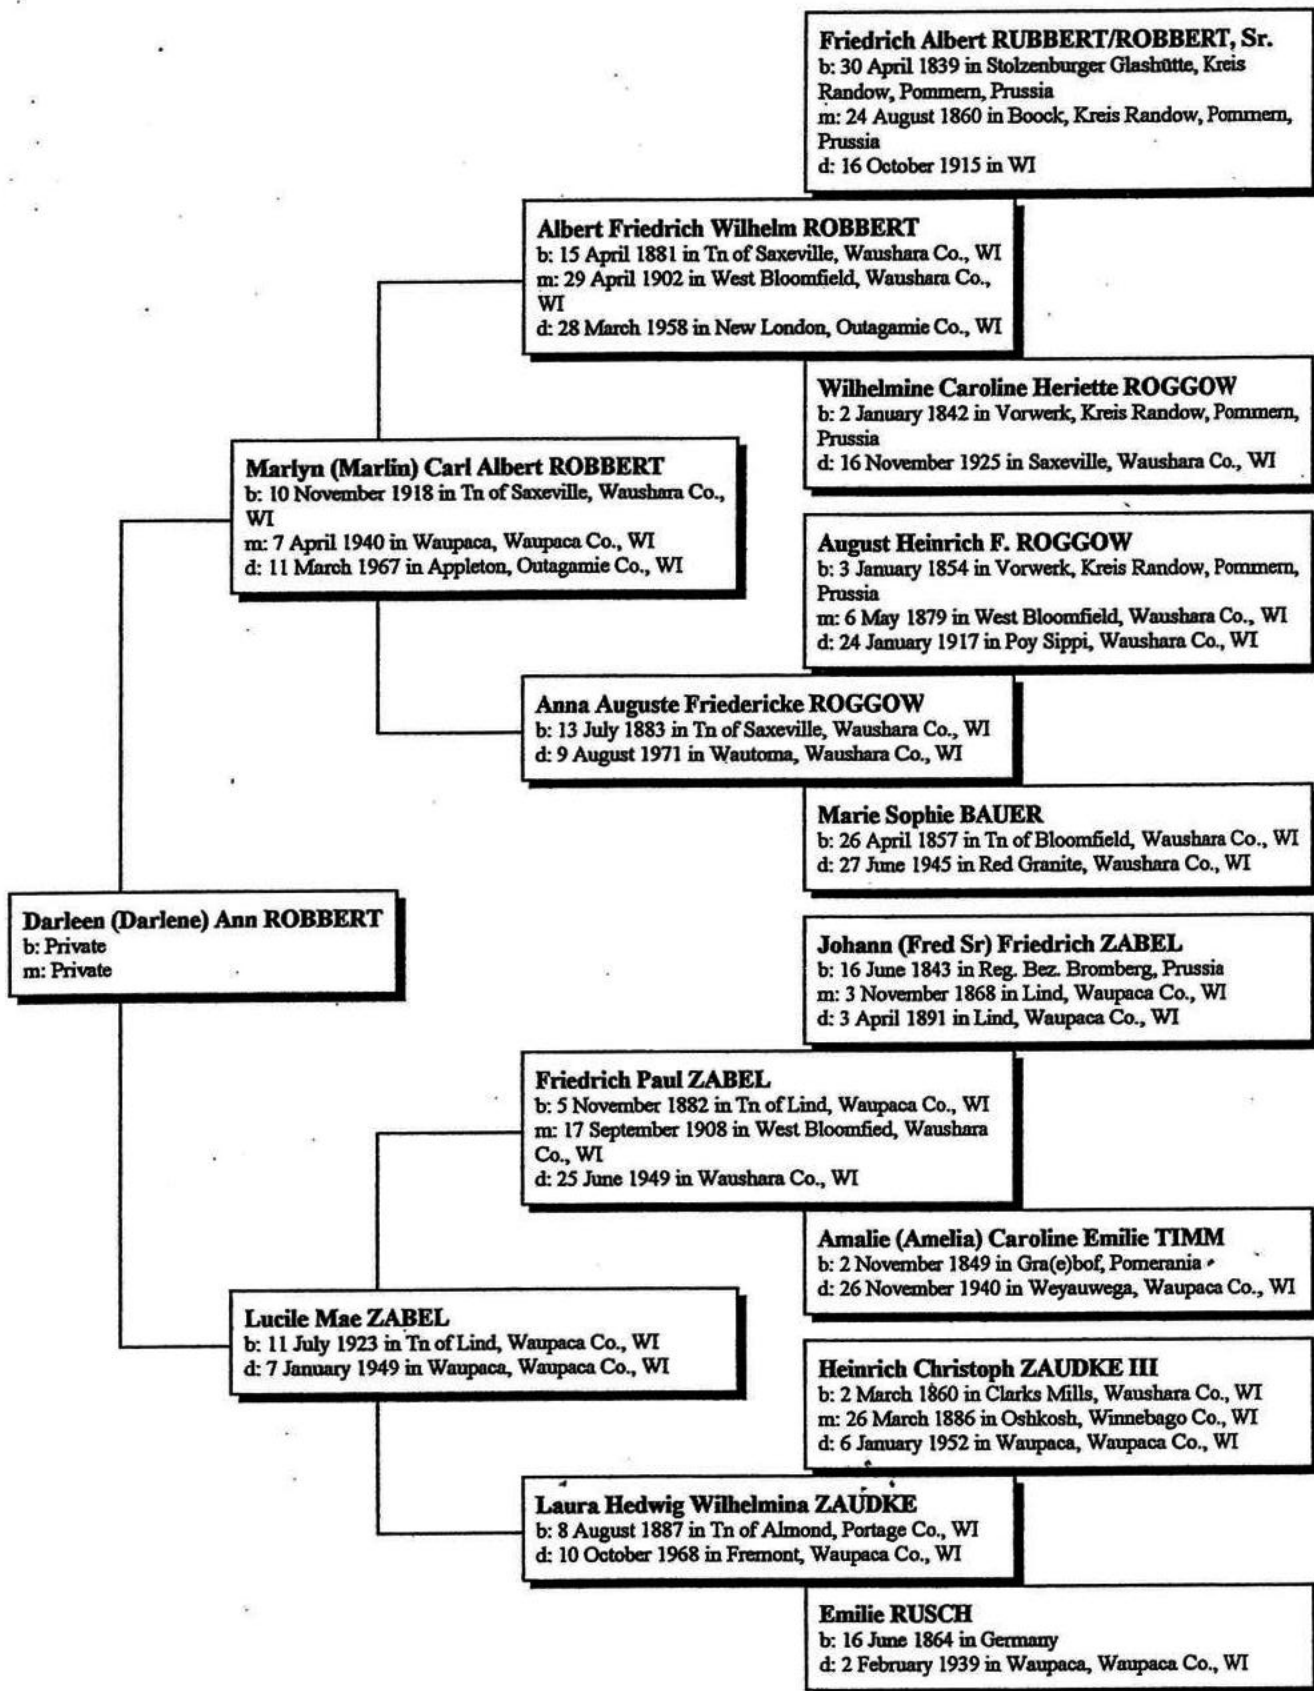 Friedrich Albert RUBBERT/ROBBERT, Sr.
b: 30 April 1839 in Stolzenburger Glashütte, Kreis
Randow, Pommern, Prussia
m: 24 August 1860 in Boock, Kreis Randow, Pommern,
Prussia
d: 16 October 1915 in WI
Albert Friedrich Wilhelm ROBBERT
b: 15 April 1881 in Tn of Saxeville, Waushara Co., WI
m: 29 April 1902 in West Bloomfield, Waushara Co.,
WI
d: 28 March 1958 in New London, Outagamie Co., WI
Wilhelmine Caroline Heriette ROGGOW
b: 2 January 1842 in Vorwerk, Kreis Randow, Pommern,
Prussia
d: 16 November 1925 in Saxeville, Waushara Co., WI
Marlyn (Marlin) Carl Albert ROBBERT
b: 10 November 1918 in Tn of Saxeville, Waushara Co.,
WI
m: 7 April 1940 in Waupaca, Waupaca Co., WI
d: 11 March 1967 in Appleton, Outagamie Co., WI
August Heinrich F. ROGGOW
b: 3 January 1854 in Vorwerk, Kreis Randow, Pommern,
Prussia
m: 6 May 1879 in West Bloomfield, Waushara Co., WI
d: 24 January 1917 in Poy Sippi, Waushara Co., WI
Anna Auguste Friedericke ROGGOW
b: 13 July 1883 in Tn of Saxeville, Waushara Co., WI
d: 9 August 1971 in Wautoma, Waushara Co., WI
Marie Sophie BAUER
b: 26 April 1857 in Tn of Bloomfield, Waushara Co., WI
d: 27 June 1945 in Red Granite, Waushara Co., WI
Darleen (Darlene) Ann ROBBERT
b: Private
m: Private
Johann (Fred Sr) Friedrich ZABEL
b: 16 June 1843 in Reg. Bez. Bromberg, Prussia
m: 3 November 1868 in Lind, Waupaca Co., WI
d: 3 April 1891 in Lind, Waupaca Co., WI
Friedrich Paul ZABEL
b: 5 November 1882 in Tn of Lind, Waupaca Co., WI
m: 17 September 1908 in West Bloomfied, Waushara
Co., WI
d: 25 June 1949 in Waushara Co., WI
Amalie (Amelia) Caroline Emilie TIMM
b: 2 November 1849 in Gra(e)bof, Pomerania
d: 26 November 1940 in Weyauwega, Waupaca Co., WI
Lucile Mae ZABEL
b: 11 July 1923 in Tn of Lind, Waupaca Co., WI
d: 7 January 1949 in Waupaca, Waupaca Co., WI
Heinrich Christoph ZAUDKE III
b: 2 March 1860 in Clarks Mills, Waushara Co., WI
m: 26 March 1886 in Oshkosh, Winnebago Co., WI
d: 6 January 1952 in Waupaca, Waupaca Co., WI
Laura Hedwig Wilhelmina ZAUDKE
b: 8 August 1887 in Tn of Almond, Portage Co., WI
d: 10 October 1968 in Fremont, Waupaca Co., WI
Emilie RUSCH
b: 16 June 1864 in Germany
d: 2 February 1939 in Waupaca, Waupaca Co., WI